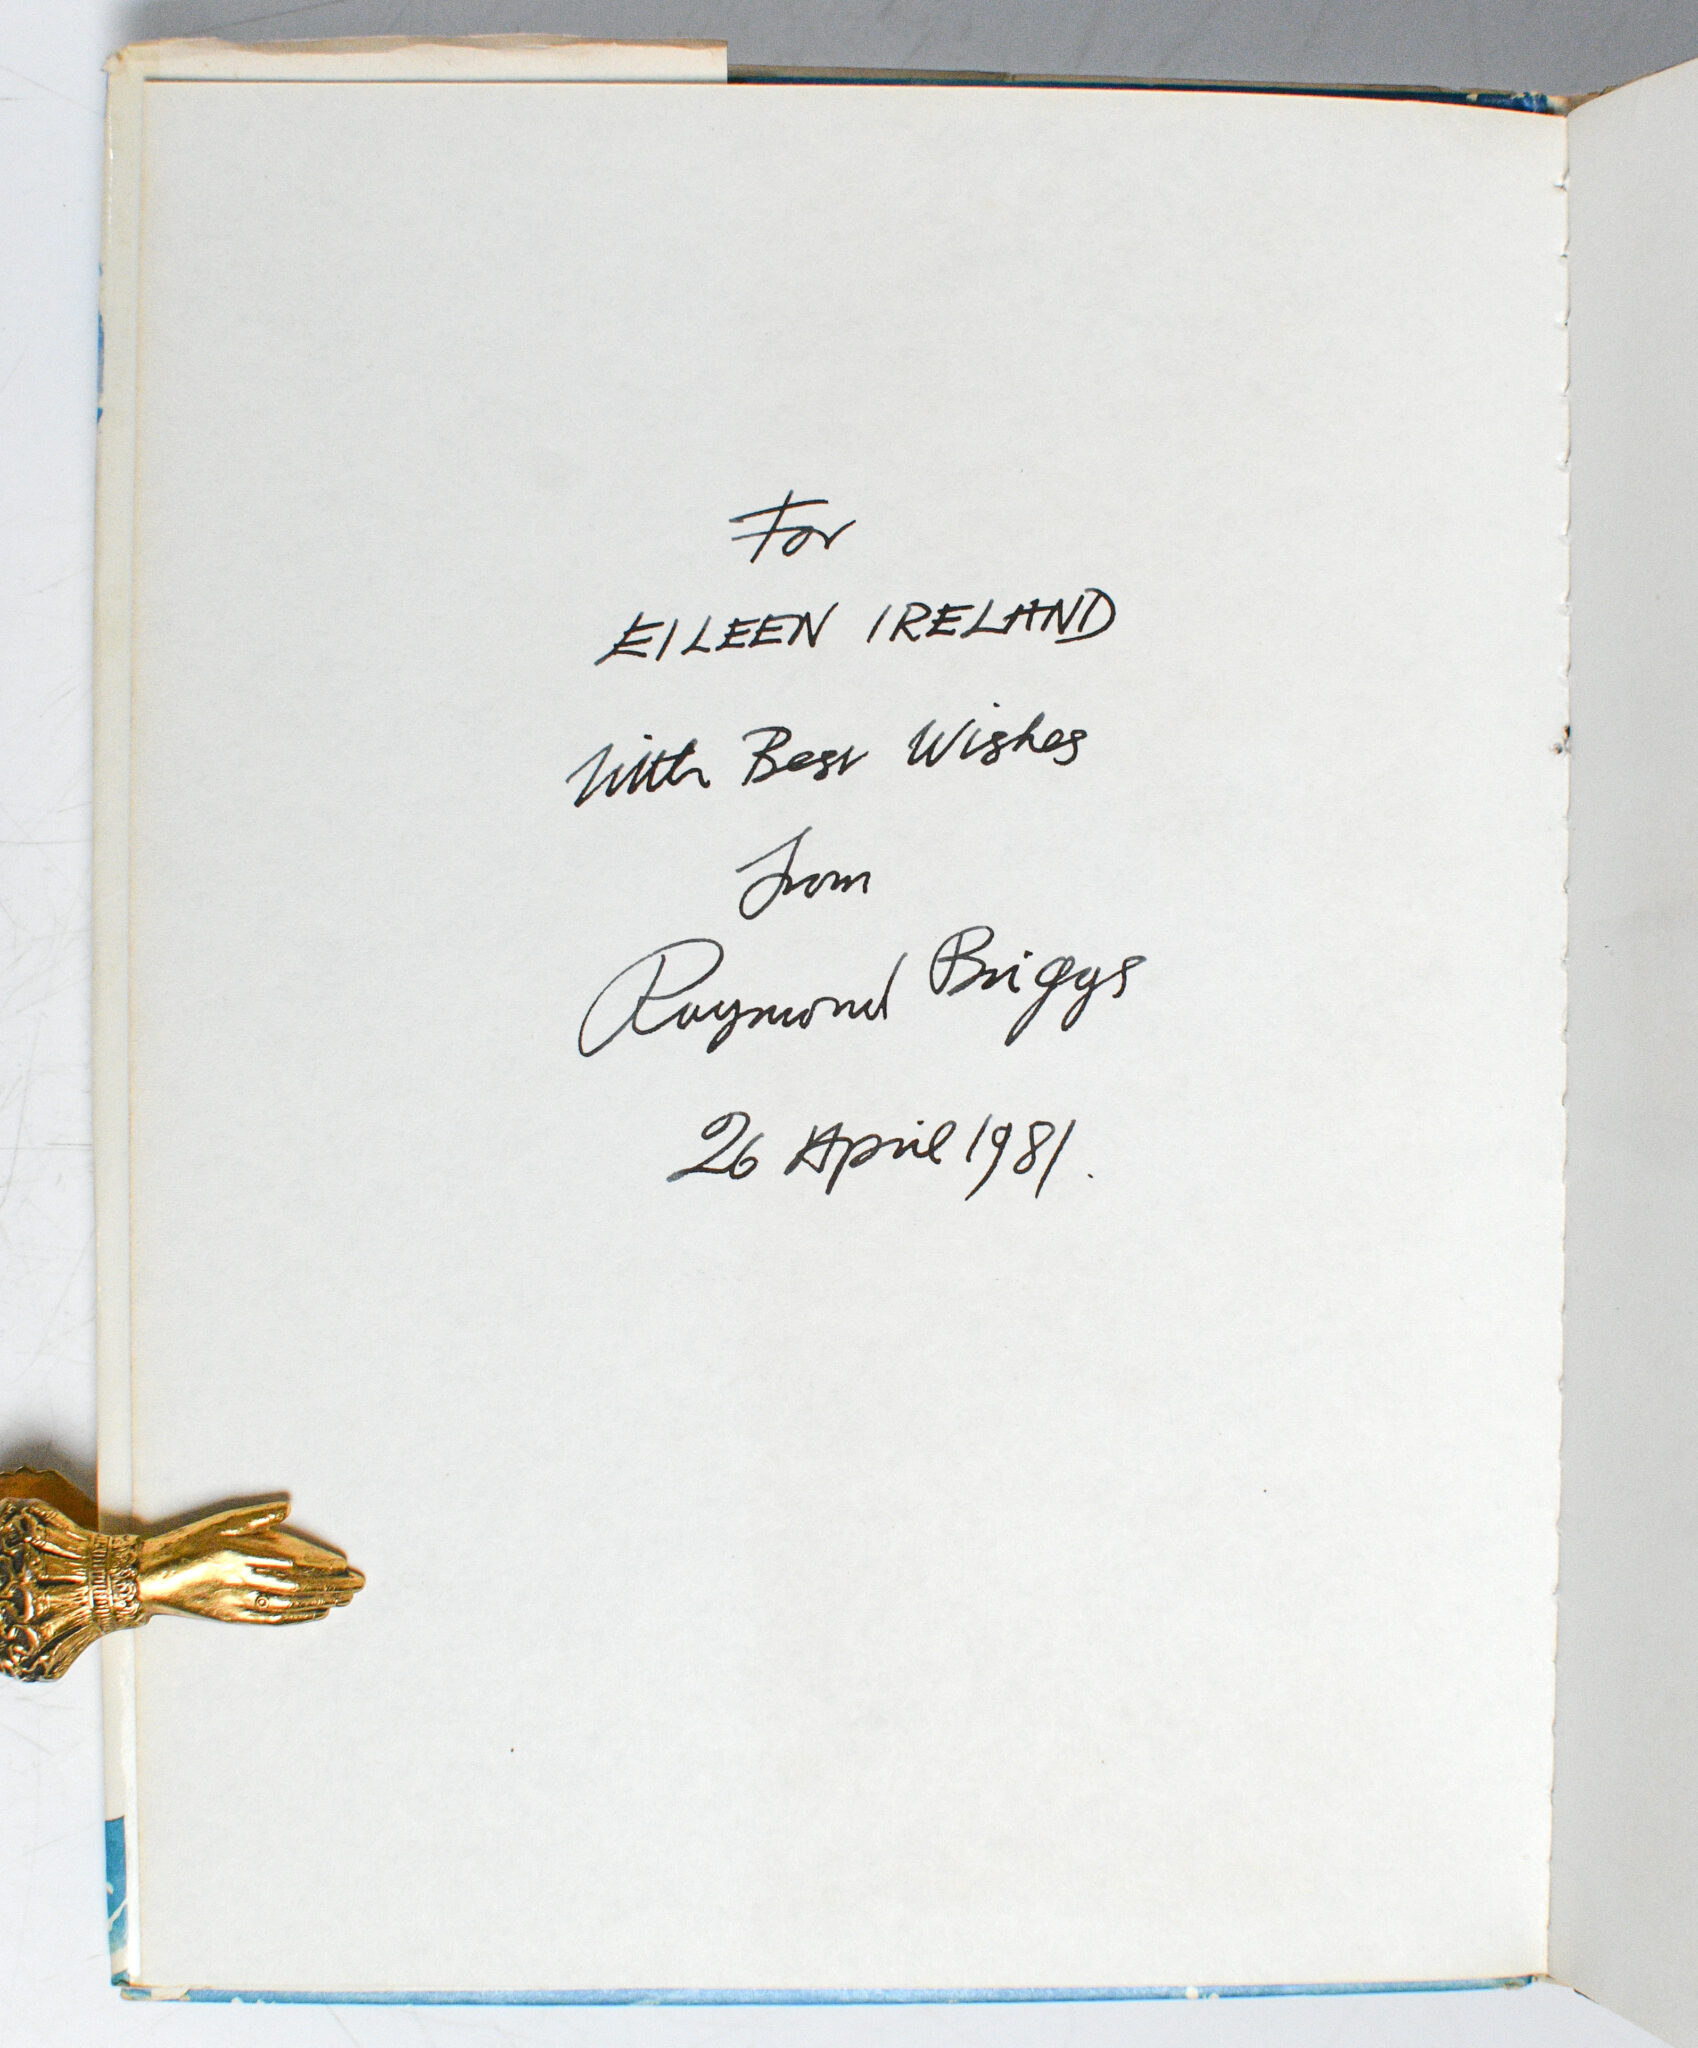 For
EILEEN IRELAND
With Best Wishes
from
Raymond Briggs
26 April 1981.